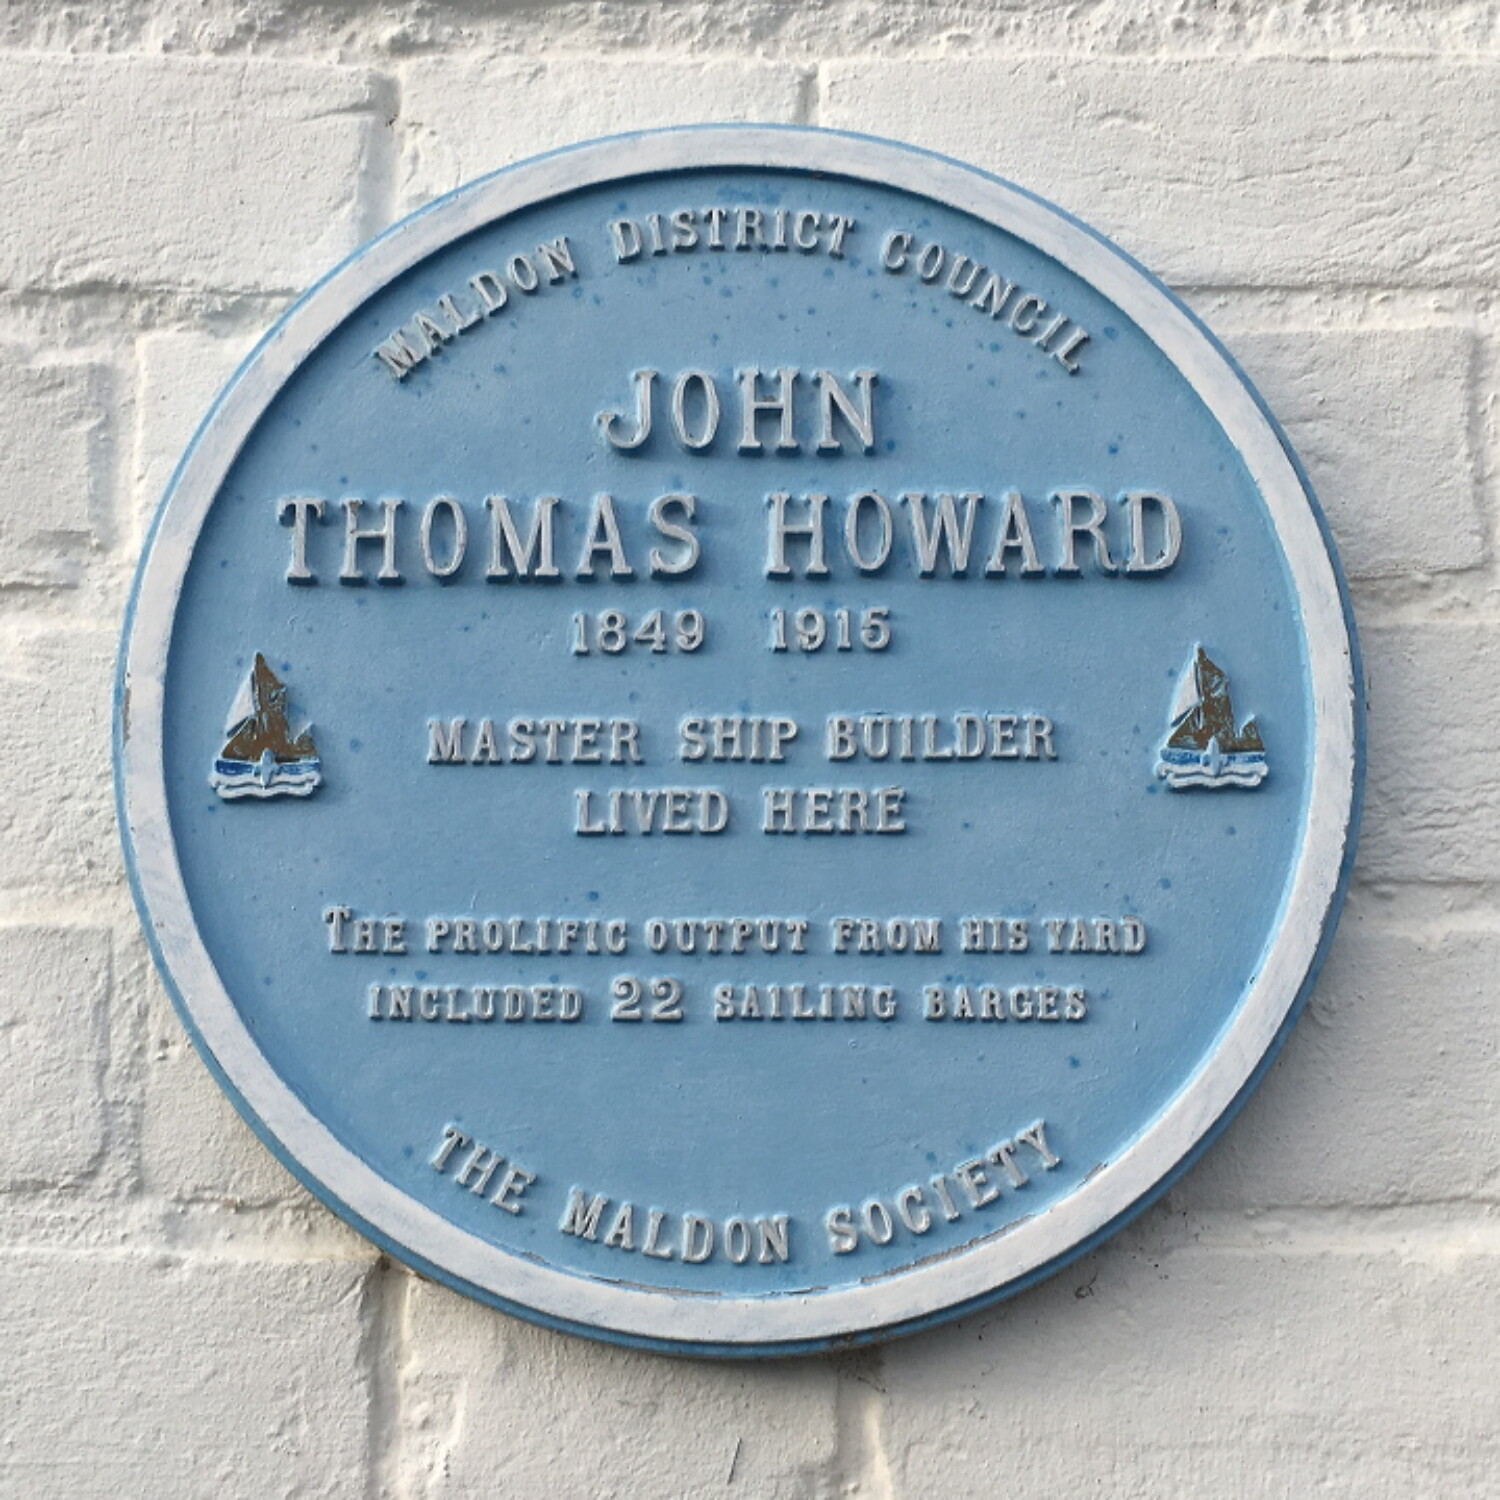 MALDON DISTRICT COUNCIL
JOHN
THOMAS HOWARD
1849 1915
MASTER SHIP BUILDER
LIVED HERE
THE PROLIFIC OUTPUT FROM HIS YARD
INCLUDED 22 SAILING BARGES
THE MALDON SOCIETY